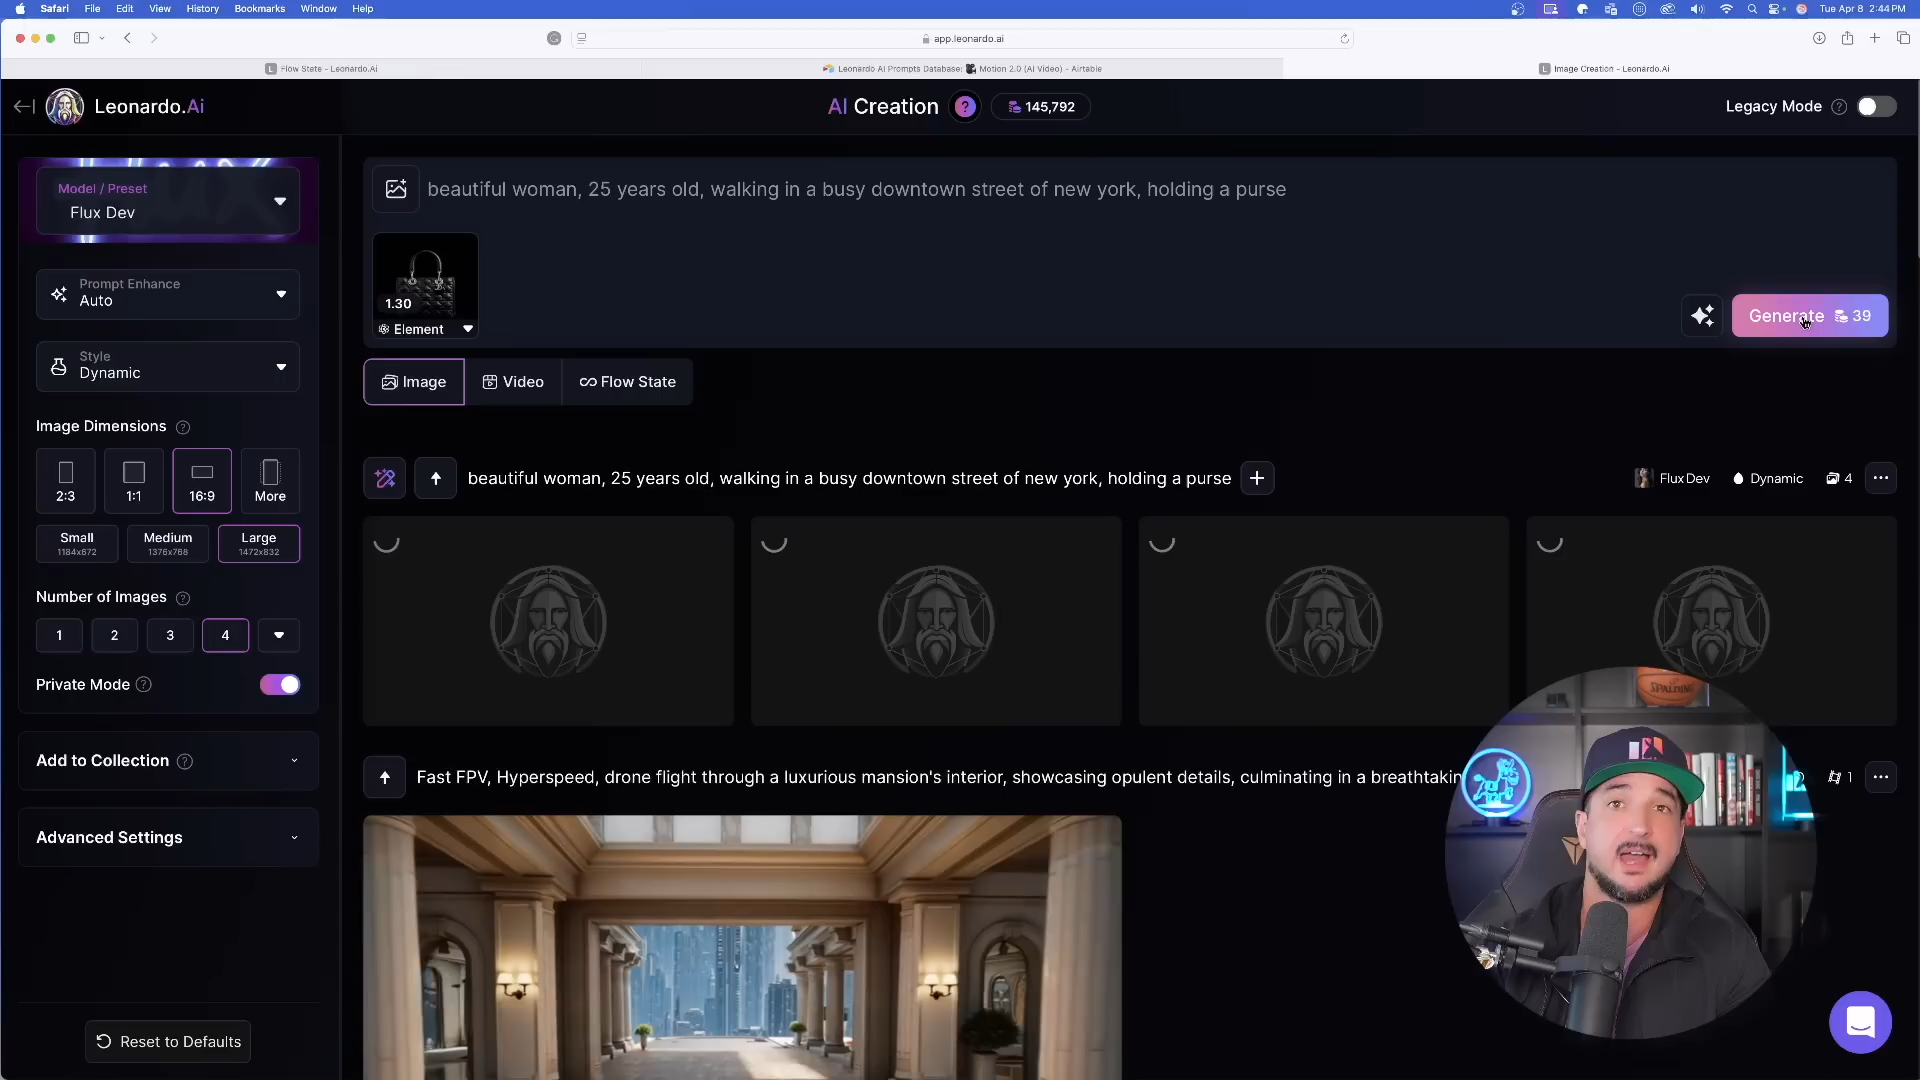 Safari File Edit View History Bookmarks Window Help
Tue Apr 8 2:44 PM
app.leonardo.ai
Flow State - Leonardo.Ai
Leonardo AI Prompts Database: Motion 2.0 (AI Video) - Airtable
Image Creation - Leonardo.Ai
Leonardo.Ai
AI Creation ? 145,792
Legacy Mode ?
Model / Preset
Flux Dev
beautiful woman, 25 years old, walking in a busy downtown street of new york, holding a purse
1.30
Element
Generate 39
Prompt Enhance
Auto
Style
Dynamic
Image Video Flow State
Image Dimensions ?
2:3 1:1 16:9 More
Small Medium Large
1184x672 1376x768 1472x832
Number of Images ?
1 2 3 4
Private Mode ?
Add to Collection ?
Advanced Settings
Reset to Defaults
beautiful woman, 25 years old, walking in a busy downtown street of new york, holding a purse
Flux Dev Dynamic 4
Fast FPV, Hyperspeed, drone flight through a luxurious mansion's interior, showcasing opulent details, culminating in a breathtakin
1
SPALDING